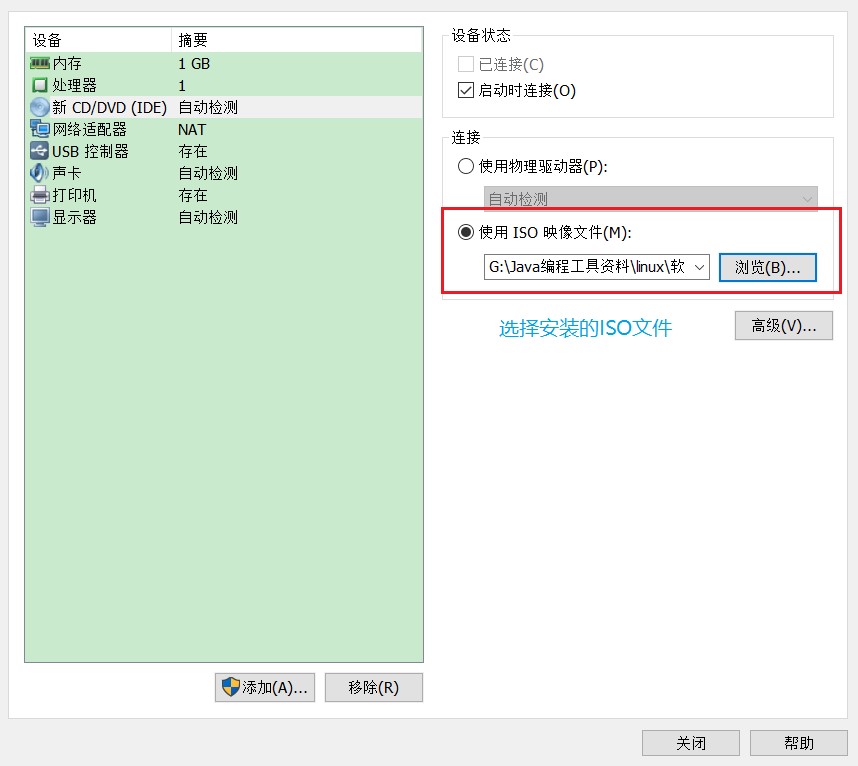 设备 摘要
内存 1 GB
处理器 1
新 CD/DVD (IDE) 自动检测
网络适配器 NAT
USB 控制器 存在
声卡 自动检测
打印机 存在
显示器 自动检测
添加(A)... 移除(R)
设备状态
已连接(C)
启动时连接(O)
连接
使用物理驱动器(P):
自动检测
使用 ISO 映像文件(M):
G:\Java编程工具资料\linux\软 浏览(B)...
选择安装的ISO文件 高级(V)...
关闭 帮助